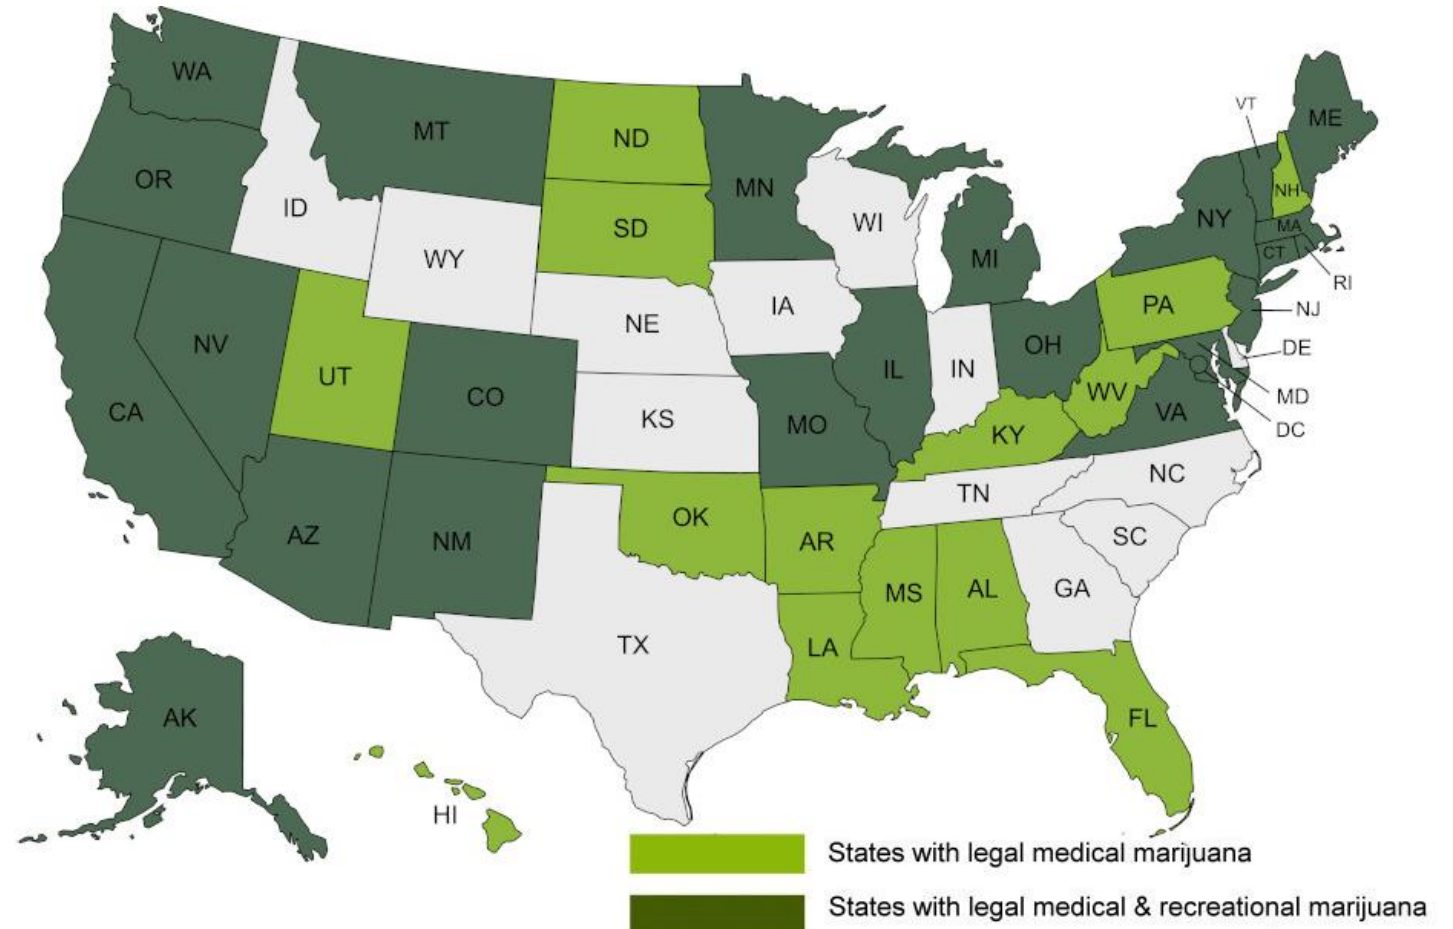 WA
MT
ND
MN
VT
ME
OR
ID
SD
WI
NH
NY
MA
WY
MI
CT
RI
IA
PA
NJ
NE
NV
OH
DE
UT
IL
IN
CO
MD
CA
KS
WV
VA
MO
DC
KY
NC
TN
OK
AZ
NM
AR
SC
MS
AL
GA
TX
LA
AK
FL
HI
States with legal medical marijuana
States with legal medical & recreational marijuana